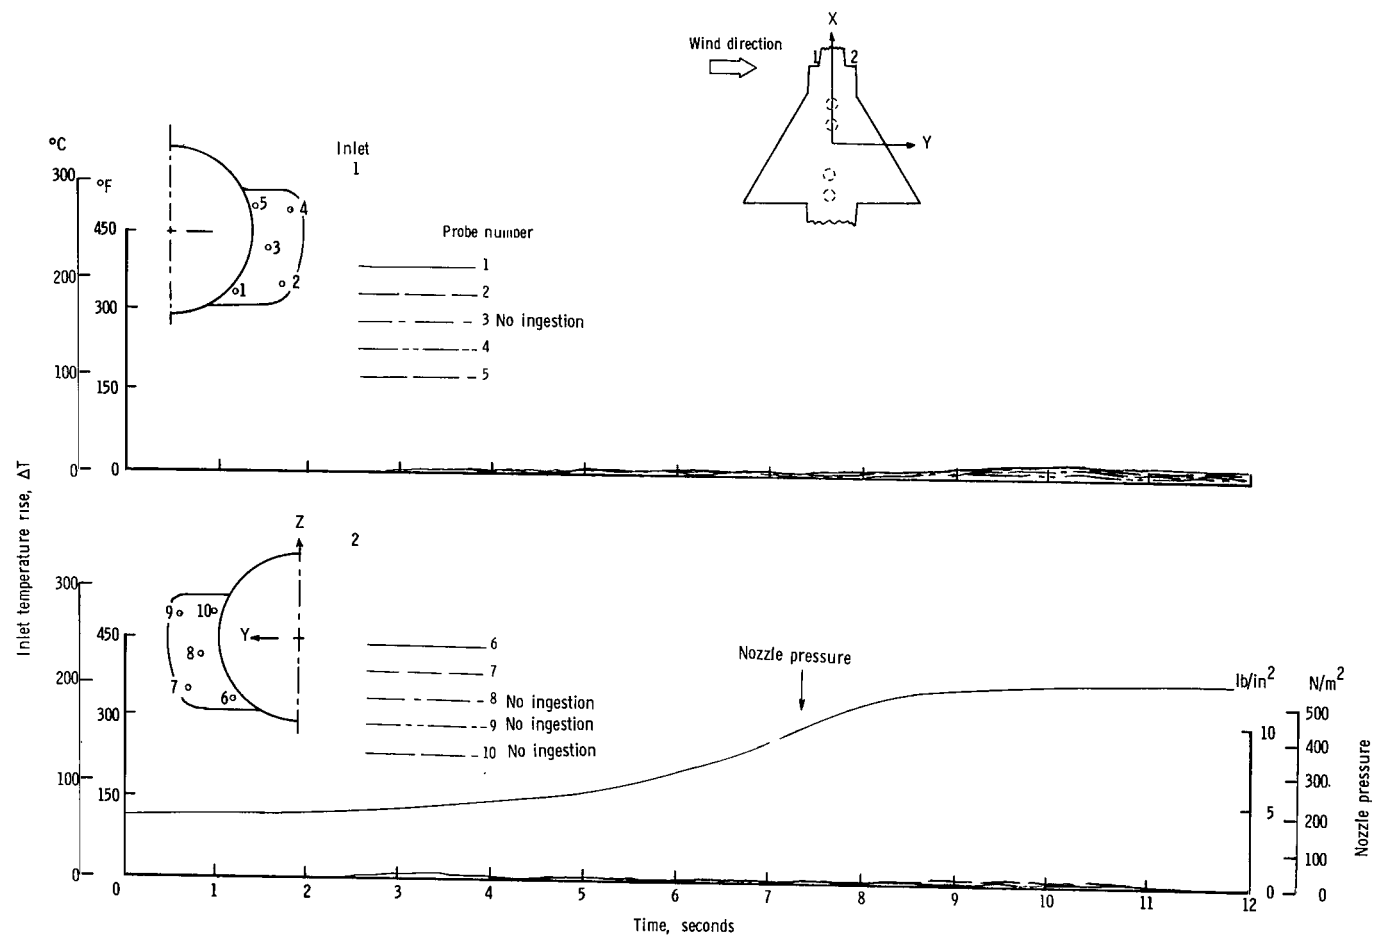 X
Wind direction
1 2
Y
°C
300
°F
450
200
300
100
150
0
0
Inlet
1
5
4
3
2
1
Probe number
1
2
3 No ingestion
4
5
Inlet temperature rise, ΔT
Z
2
300
450
200
300
100
150
0
9 10
8
7
6
Y
6
7
8 No ingestion
9 No ingestion
10 No ingestion
Nozzle pressure
lb/in²
10
5
0
N/m²
500
400
300
200
100
0
Nozzle pressure
0 1 2 3 4 5 6 7 8 9 10 11 12
Time, seconds